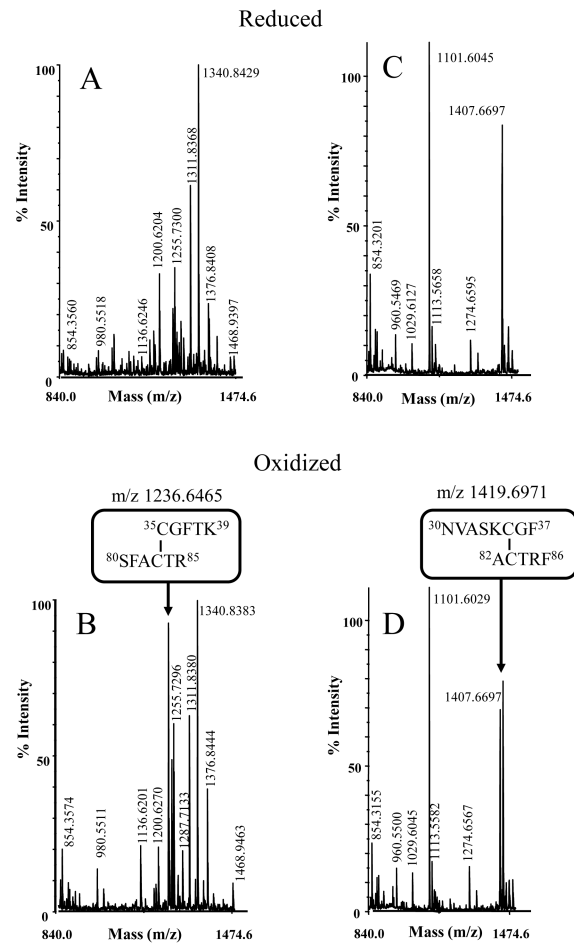 Reduced
A
100
50
0
% Intensity
854.3560
980.5518
1136.6246
1200.6204
1255.7300
1311.8368
1340.8429
1376.8408
1468.9397
840.0 Mass (m/z) 1474.6
C
100
50
0
% Intensity
854.3201
960.5469
1029.6127
1101.6045
1113.5658
1274.6595
1407.6697
840.0 Mass (m/z) 1474.6
Oxidized
m/z 1236.6465
³⁵CGFTK³⁹
⁸⁰SFACTR⁸⁵
B
100
50
0
% Intensity
854.3574
980.5511
1136.6201
1200.6270
1255.7296
1287.7133
1311.8380
1340.8383
1376.8444
1468.9463
840.0 Mass (m/z) 1474.6
m/z 1419.6971
³⁰NVASKCGF³⁷
⁸²ACTRF⁸⁶
D
100
50
0
% Intensity
854.3155
960.5500
1029.6045
1101.6029
1113.5582
1274.6567
1407.6697
840.0 Mass (m/z) 1474.6